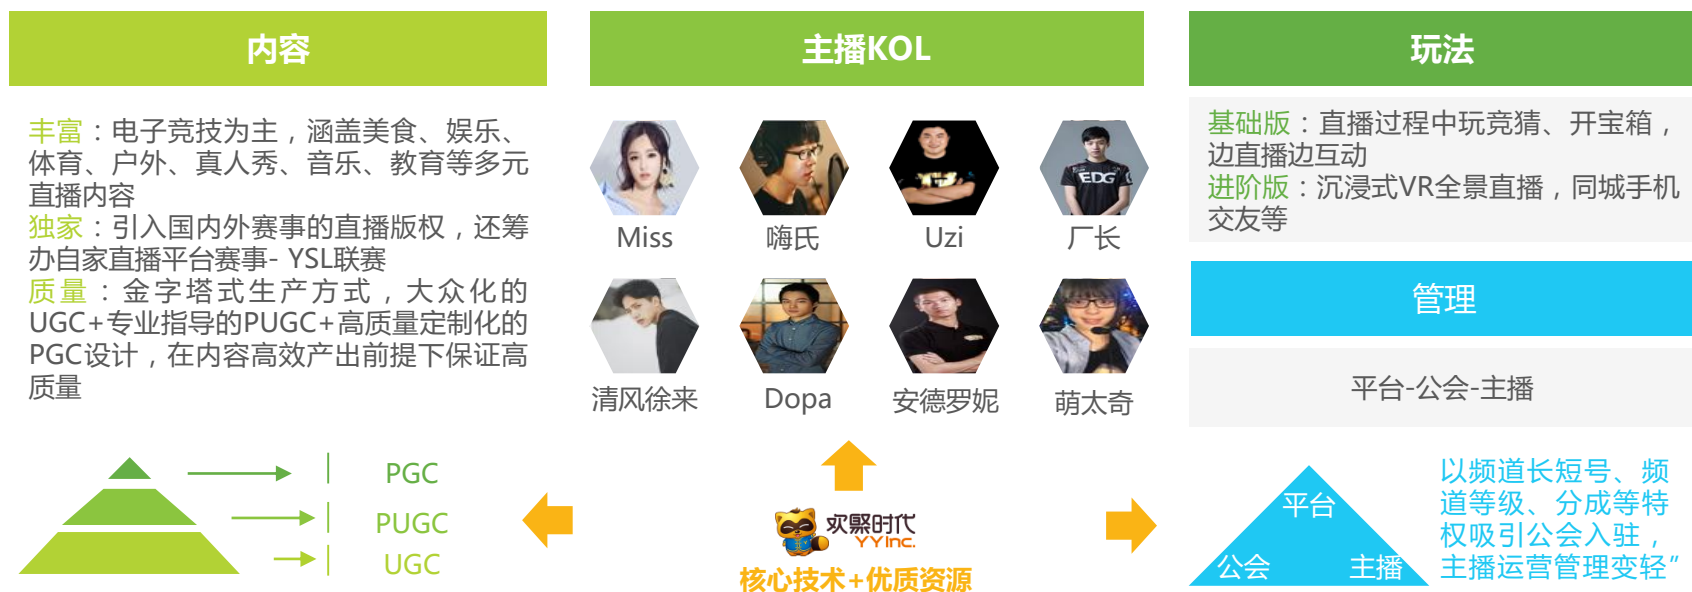 内容
丰富：电子竞技为主，涵盖美食、娱乐、
体育、户外、真人秀、音乐、教育等多元
直播内容
独家：引入国内外赛事的直播版权，还筹
办自家直播平台赛事- YSL联赛
质量：金字塔式生产方式，大众化的
UGC+专业指导的PUGC+高质量定制化的
PGC设计，在内容高效产出前提下保证高
质量
PGC
PUGC
UGC
主播KOL
Miss
嗨氏
Uzi
EDG
厂长
清风徐来
Dopa
安德罗妮
萌太奇
欢聚时代
YY Inc.
核心技术+优质资源
玩法
基础版：直播过程中玩竞猜、开宝箱，
边直播边互动
进阶版：沉浸式VR全景直播，同城手机
交友等
管理
平台-公会-主播
平台
公会
主播
以频道长短号、频
道等级、分成等特
权吸引公会入驻，
主播运营管理变轻”